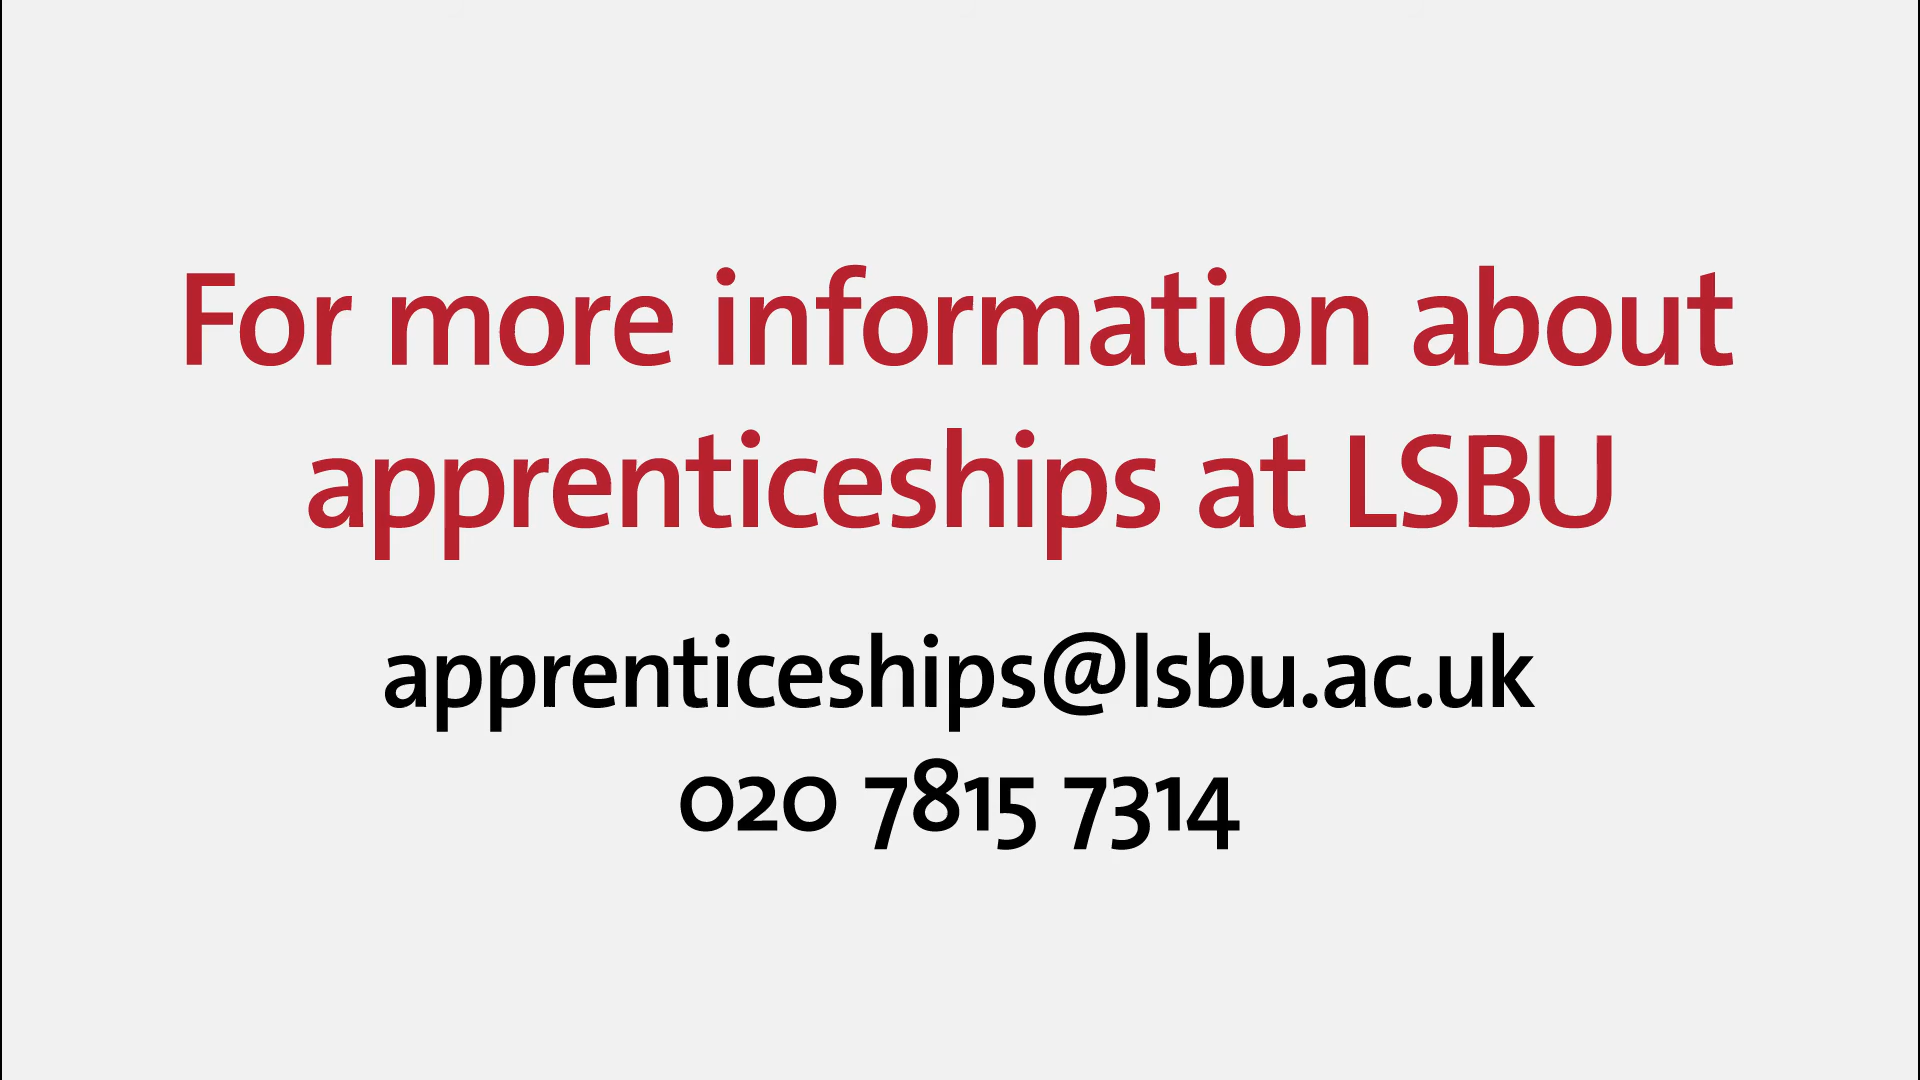 For more information about
apprenticeships at LSBU
apprenticeships@lsbu.ac.uk
020 7815 7314